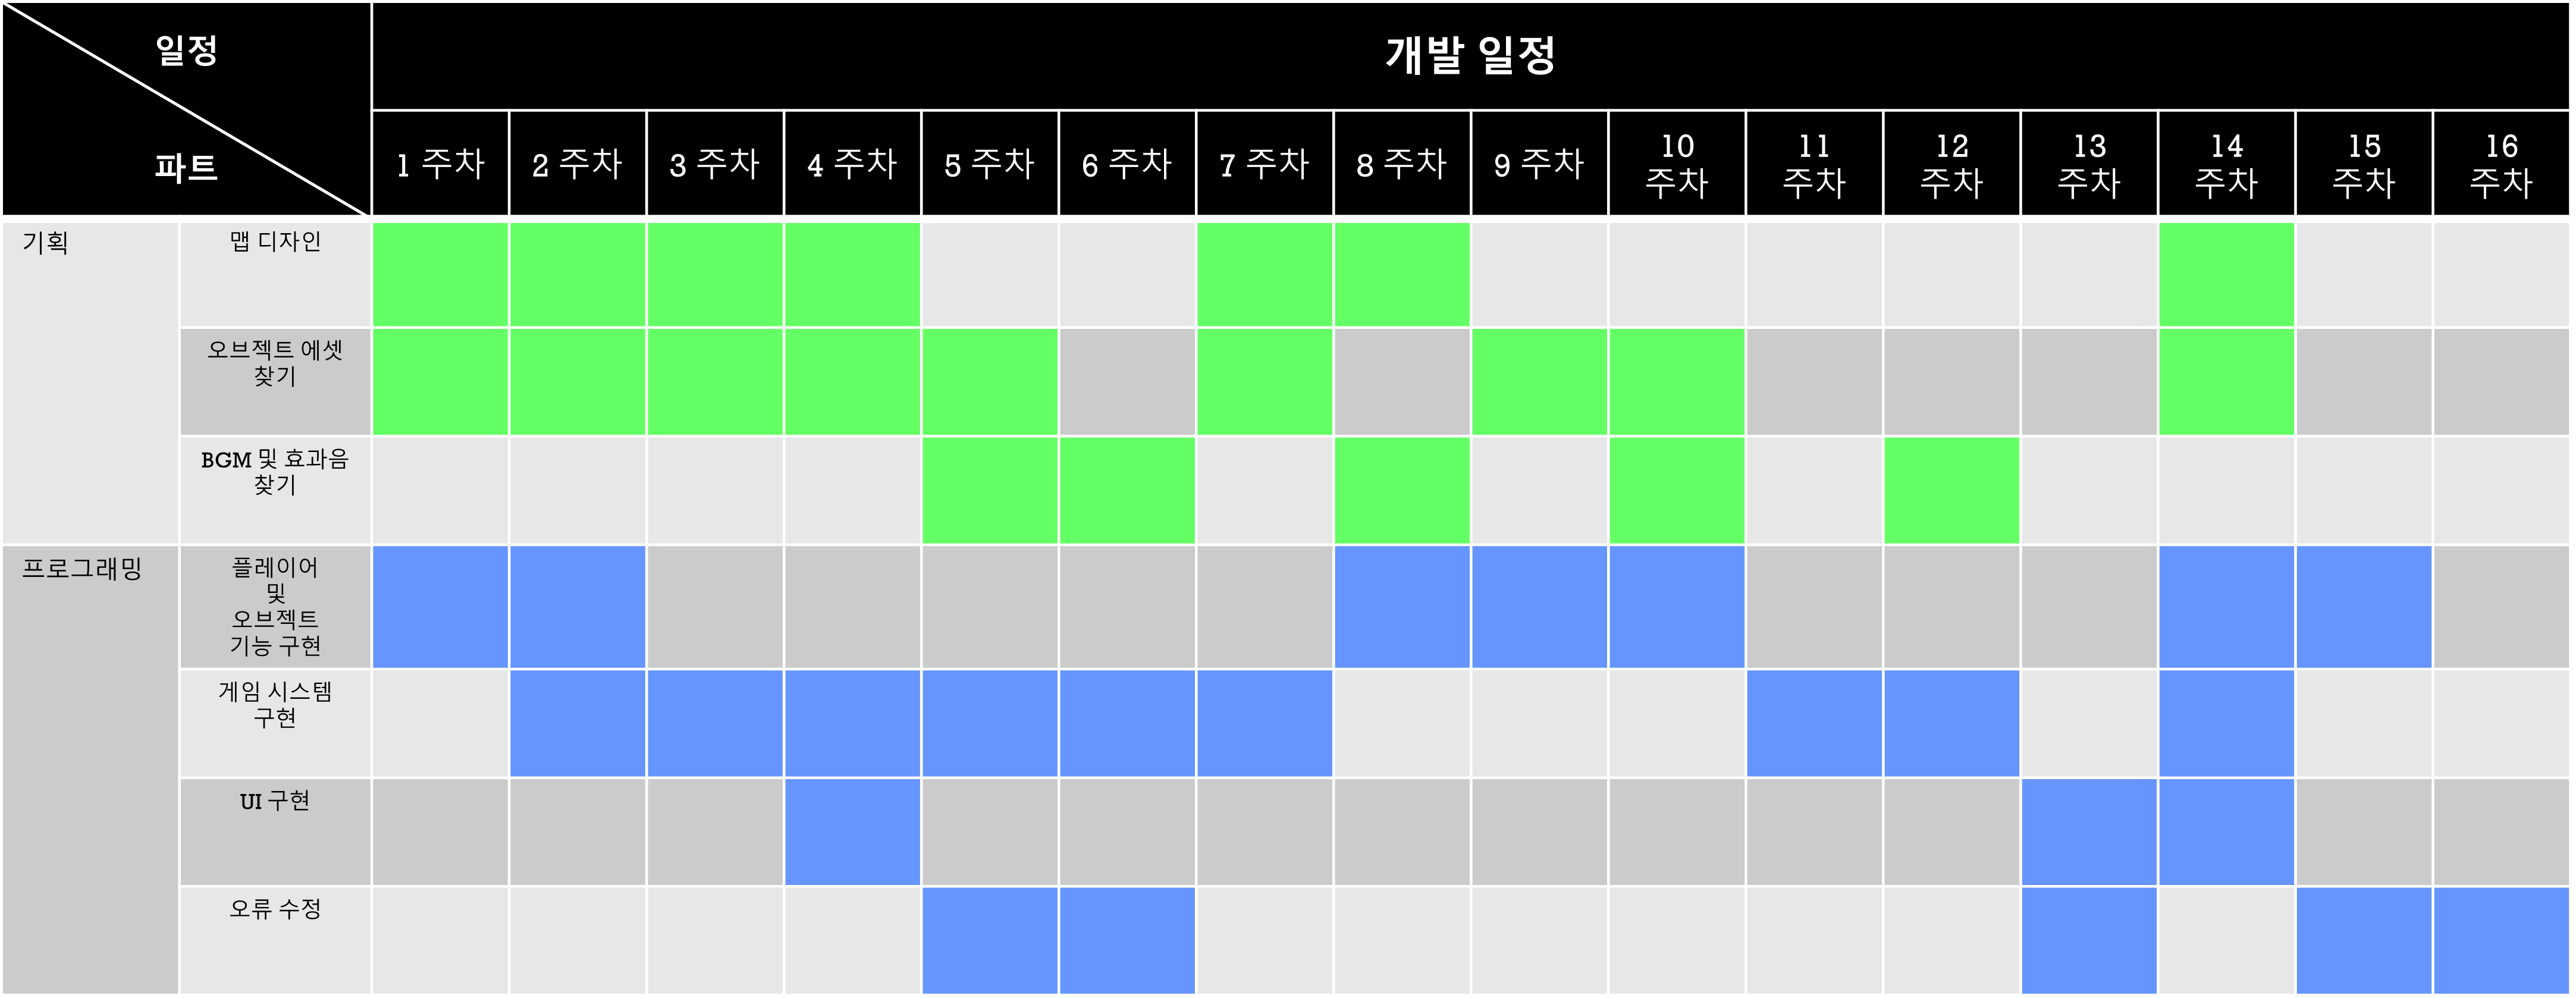 일정
개발 일정
파트
1 주차
2 주차
3 주차
4 주차
5 주차
6 주차
7 주차
8 주차
9 주차
10
주차
11
주차
12
주차
13
주차
14
주차
15
주차
16
주차
기획
맵 디자인
오브젝트 에셋
찾기
BGM 및 효과음
찾기
프로그래밍
플레이어
및
오브젝트
기능 구현
게임 시스템
구현
UI 구현
오류 수정